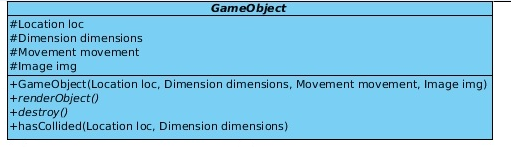 GameObject
#Location loc
#Dimension dimensions
#Movement movement
#Image img
+GameObject(Location loc, Dimension dimensions, Movement movement, Image img)
+renderObject()
+destroy()
+hasCollided(Location loc, Dimension dimensions)